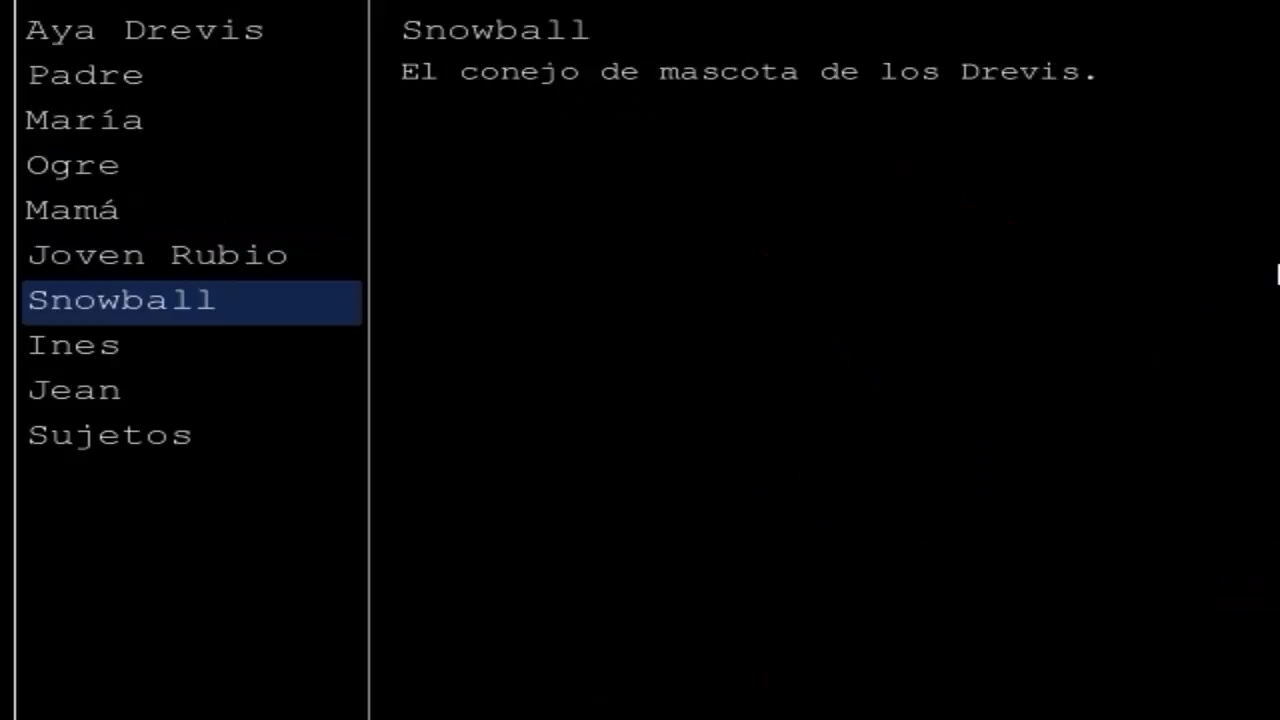 Aya Drevis
Padre
María
Ogre
Mamá
Joven Rubio
Snowball
Ines
Jean
Sujetos
Snowball
El conejo de mascota de los Drevis.